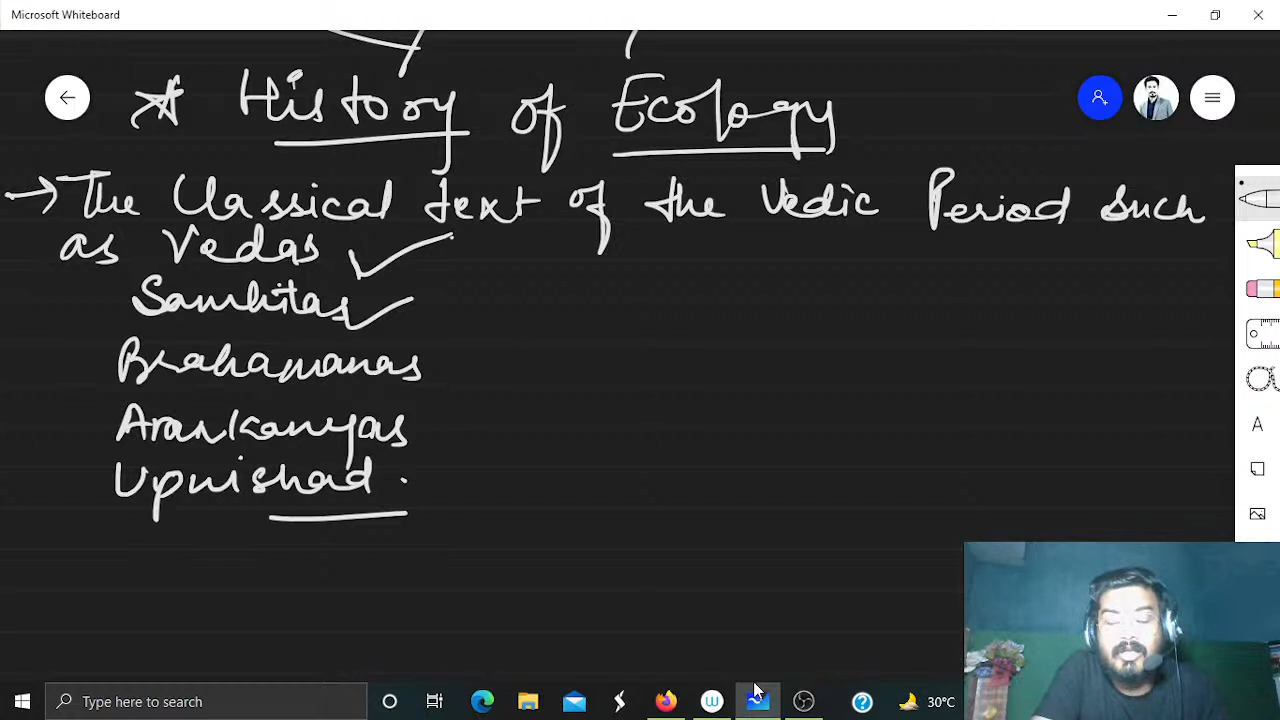 Microsoft Whiteboard
History of Ecology
→ The Classical text of the Vedic Period Such
as Vedas
Samhitas
Brahamanas
Arankanyas
Upnishad.
A
Type here to search
30°C